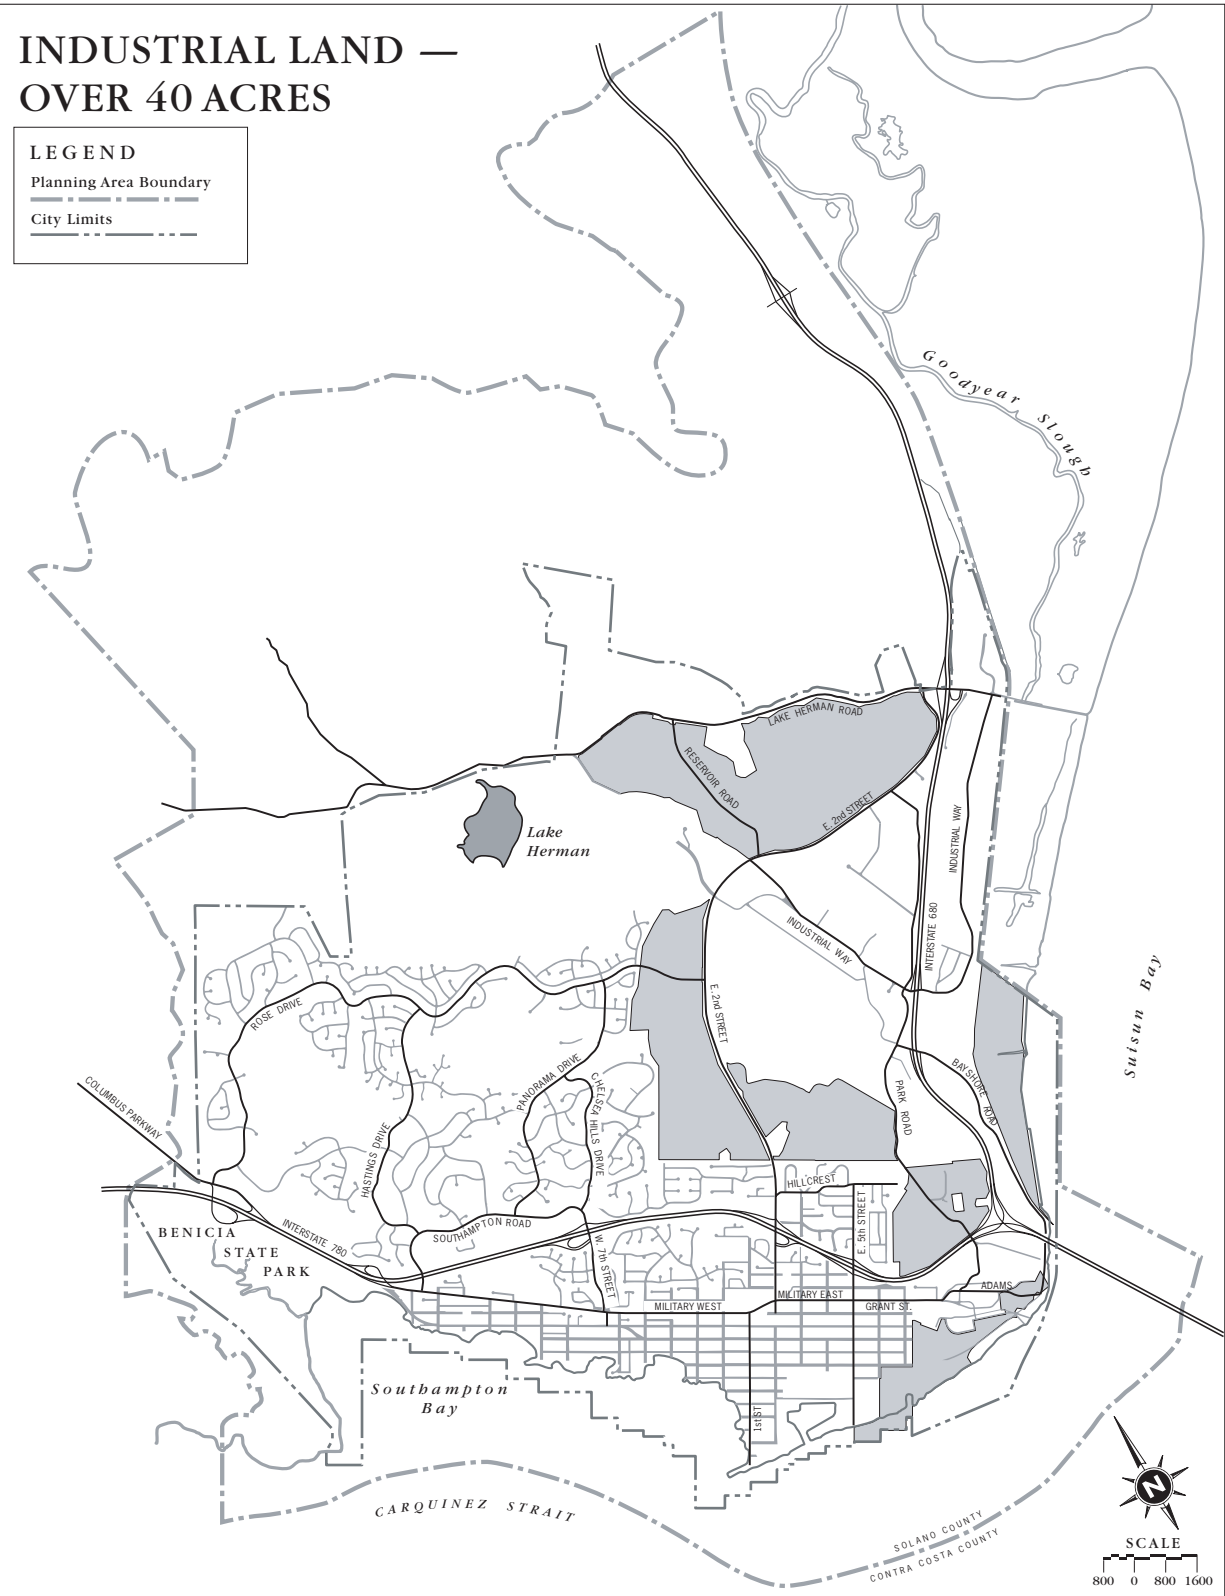 INDUSTRIAL LAND —
OVER 40 ACRES
LEGEND
Planning Area Boundary
City Limits
Goodyear Slough
LAKE HERMAN ROAD
RESERVOIR ROAD
E. 2nd STREET
INDUSTRIAL WAY
Lake
Herman
INDUSTRIAL WAY
INTERSTATE 680
Suisun Bay
ROSE DRIVE
E. 2nd STREET
COLUMBUS PARKWAY
PANORAMA DRIVE
CHELSEA HILLS DRIVE
BAYSHORE ROAD
PARK ROAD
HASTINGS DRIVE
HILLCREST
BENICIA
STATE
PARK
INTERSTATE 780
SOUTHAMPTON ROAD
W. 7th STREET
E. 5th STREET
ADAMS
MILITARY WEST
MILITARY EAST
GRANT ST.
Southampton
Bay
1st ST
CARQUINEZ STRAIT
SOLANO COUNTY
CONTRA COSTA COUNTY
N
SCALE
800 0 800 1600